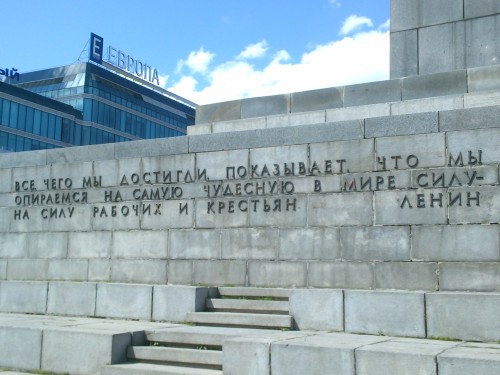 ный
Е ЕВРОПА
ВСЕ ЧЕГО МЫ ДОСТИГЛИ, ПОКАЗЫВАЕТ, ЧТО МЫ
ОПИРАЕМСЯ НА САМУЮ ЧУДЕСНУЮ В МИРЕ СИЛУ-
НА СИЛУ РАБОЧИХ И КРЕСТЬЯН ЛЕНИН